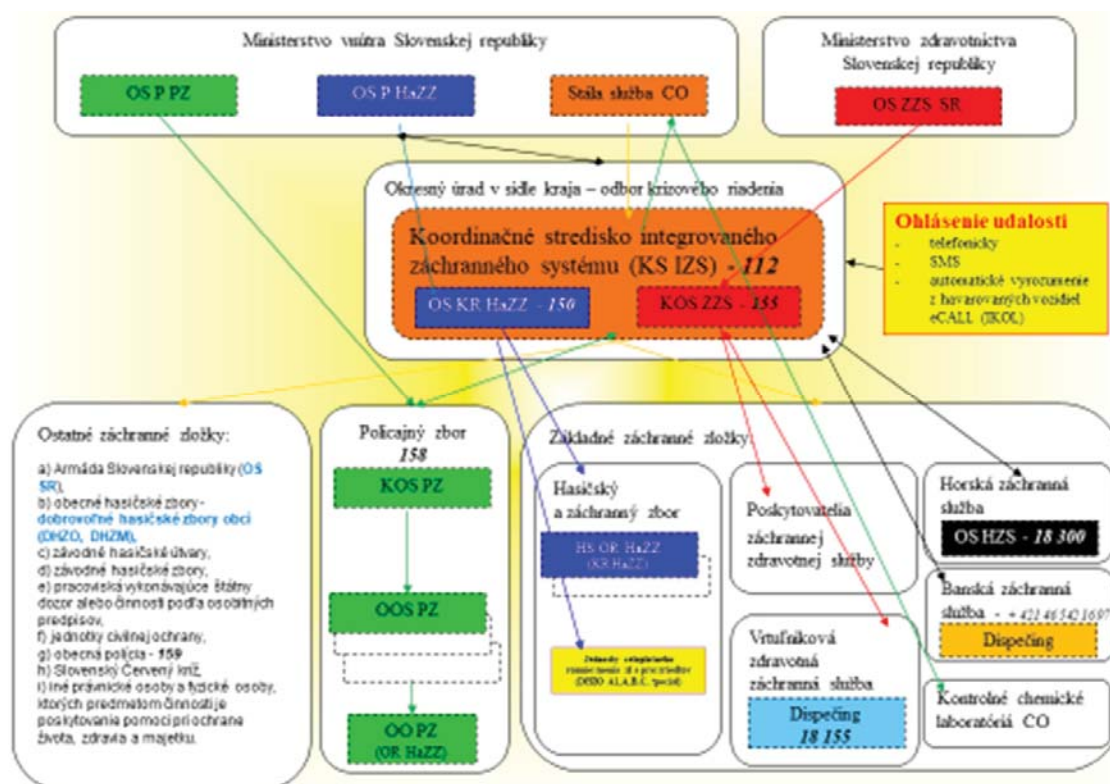 Ministerstvo vnútra Slovenskej republiky
OS P PZ
OS P HaZZ
Stála služba CO
Ministerstvo zdravotníctva
Slovenskej republiky
OS ZZS SR
Okresný úrad v sídle kraja – odbor krízového riadenia
Koordinačné stredisko integrovaného
záchranného systému (KS IZS) - 112
OS KR HaZZ - 150
KOS ZZS - 155
Ohlásenie udalosti
- telefonicky
- SMS
- automatické vyrozumenie
z havarovaných vozidiel
eCALL (IKOL)
Ostatné záchranné zložky:
a) Armáda Slovenskej republiky (OS
SR),
b) obecné hasičské zbory-
dobrovoľné hasičské zbory obcí
(DHZO, DHZM),
c) závodné hasičské útvary,
d) závodné hasičské zbory,
e) pracoviská vykonávajúce štátny
dozor alebo činnosti podľa osobitných
predpisov,
f) jednotky civilnej ochrany,
g) obecná polícia - 159
h) Slovenský Červený kríž,
i) iné právnické osoby a fyzické osoby,
ktorých predmetom činnosti je
poskytovanie pomoci pri ochrane
života, zdravia a majetku.
Policajný zbor
158
KOS PZ
OOS PZ
OO PZ
(OR HaZZ)
Základné záchranné zložky:
Hasičský
a záchranný zbor
HS OR HaZZ
(KR HaZZ)
Poskytovatelia
záchrannej
zdravotnej služby
Vrtuľníková
zdravotná
záchranná služba
Dispečing
18 155
Horská záchranná
služba
OS HZS - 18 300
Banská záchranná
služba - + 421 46 5421697
Dispečing
Kontrolné chemické
laboratóriá CO